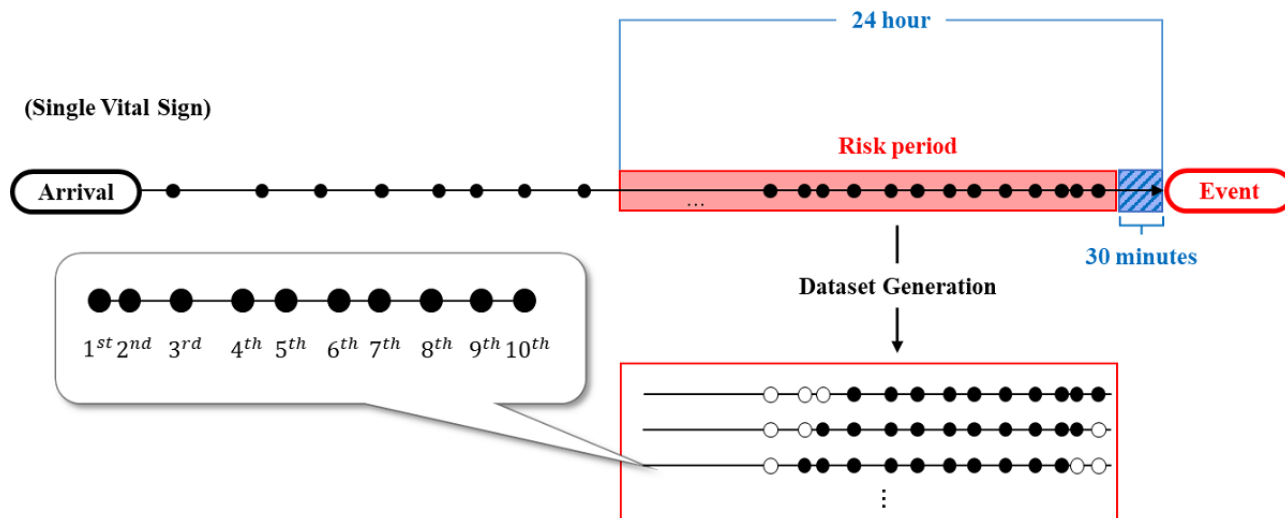 24 hour
(Single Vital Sign)
Risk period
Arrival
...
Event
30 minutes
Dataset Generation
1st 2nd 3rd 4th 5th 6th 7th 8th 9th 10th
⋮